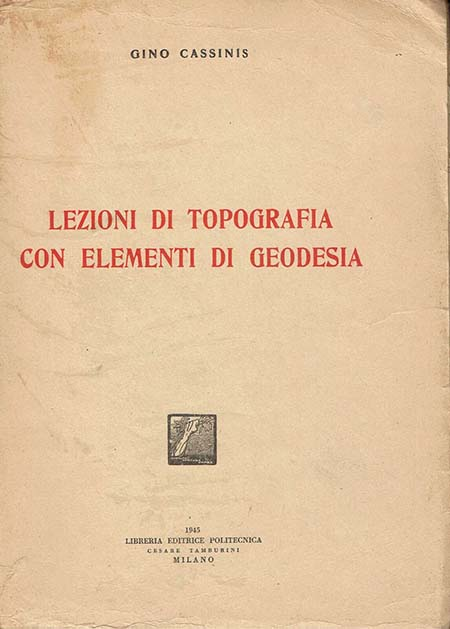 GINO CASSINIS
LEZIONI DI TOPOGRAFIA
CON ELEMENTI DI GEODESIA
1945
LIBRERIA EDITRICE POLITECNICA
CESARE TAMBURINI
MILANO